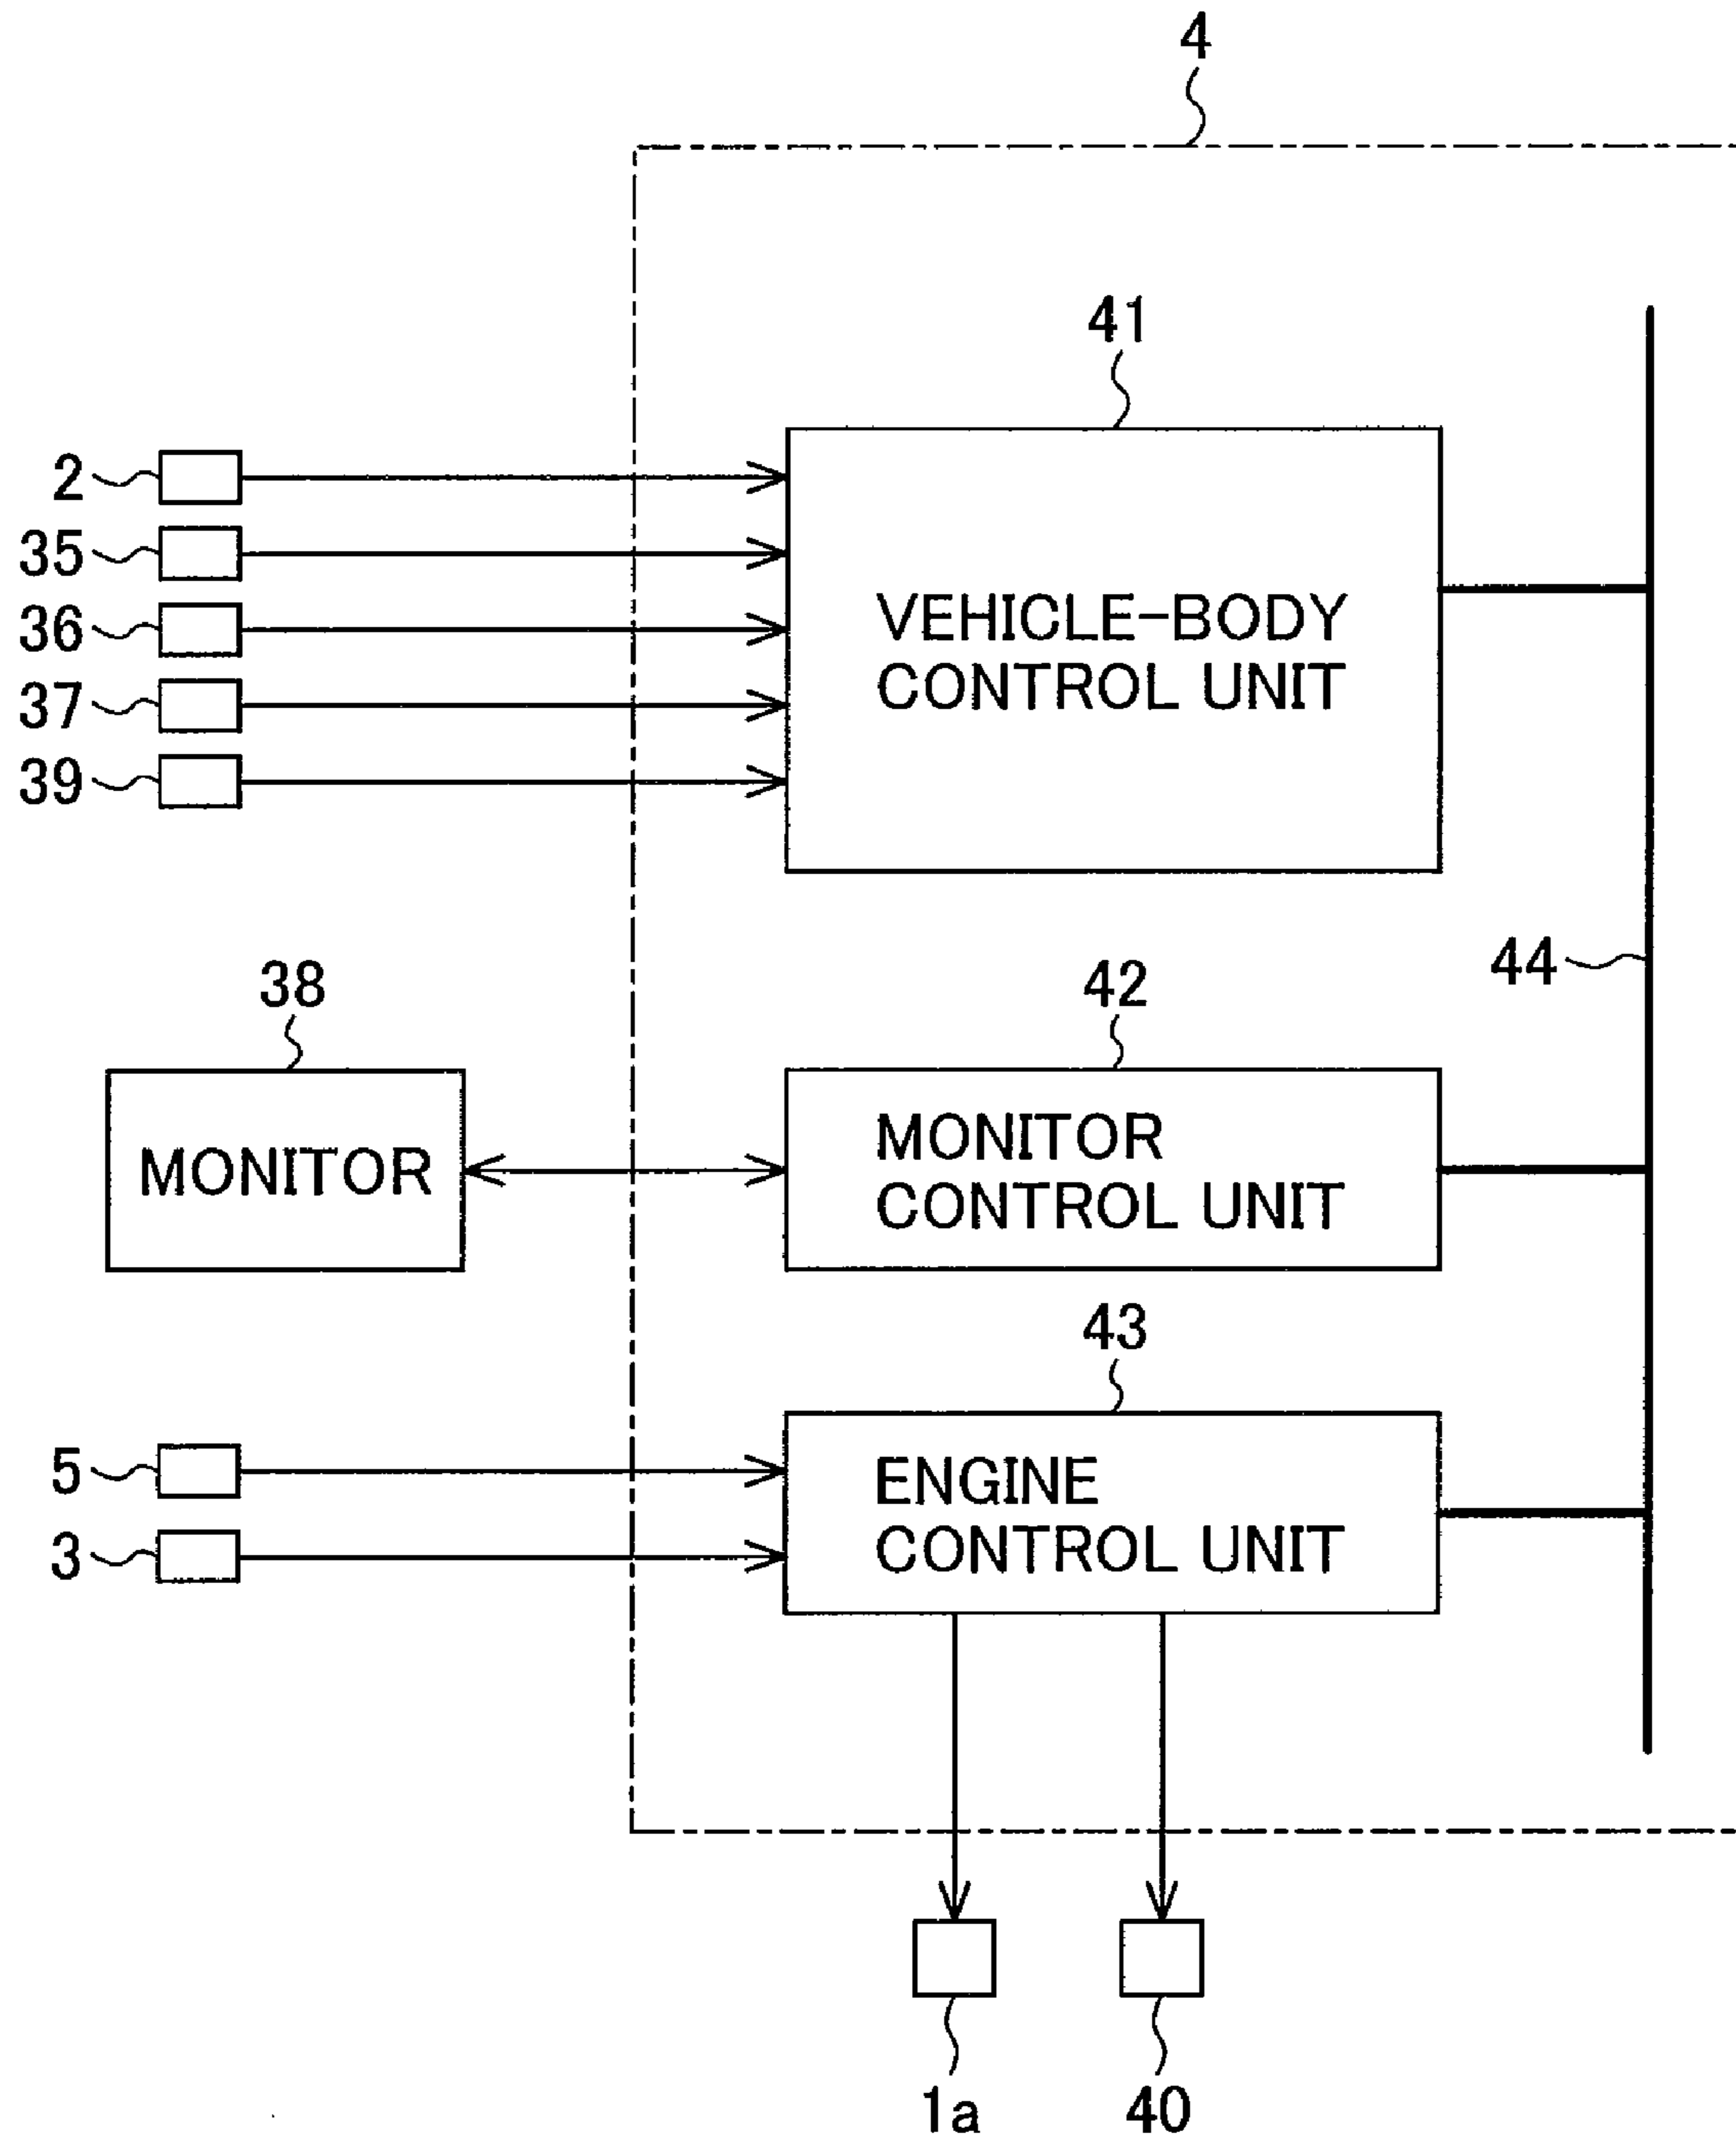 4
41
2
35
36
37
39
VEHICLE-BODY
CONTROL UNIT
44
38
42
MONITOR
MONITOR
CONTROL UNIT
43
5
3
ENGINE
CONTROL UNIT
1a
40